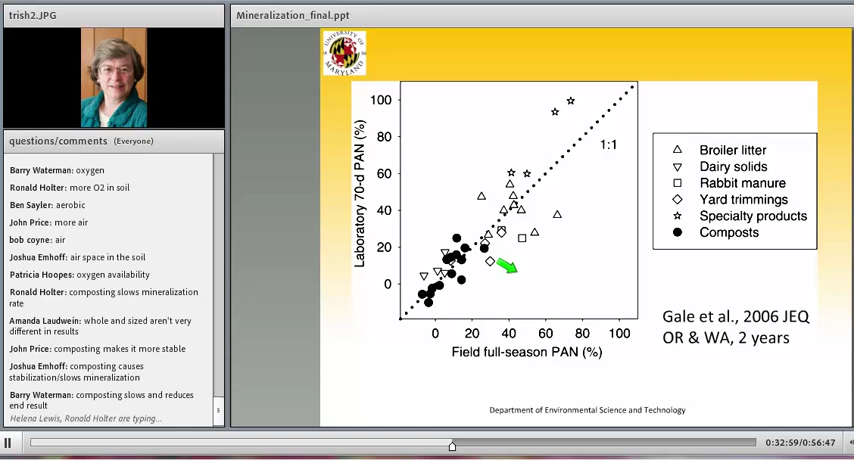 trish2.JPG
questions/comments (Everyone)
Barry Waterman: oxygen
Ronald Holter: more O2 in soil
Ben Sayler: aerobic
John Price: more air
bob coyne: air
Joshua Emhoff: air space in the
soil
Patricia Hoopes: oxygen availability
Ronald Holter: composting slows mineralization
rate
Amanda Laudwein: whole and sized aren't very
different in results
John Price: composting makes it more stable
Joshua Emhoff: composting causes
stabilization/slows mineralization
Barry Waterman: composting slows and reduces
end result
Helena Lewis, Ronald Holter are typing...
Mineralization_final.ppt
UNIVERSITY OF
MARYLAND
Laboratory 70-d PAN (%)
100
80
60
40
20
0
1:1
0 20 40 60 80 100
Field full-season PAN (%)
Broiler litter
Dairy solids
Rabbit manure
Yard trimmings
Specialty products
Composts
Gale et al., 2006 JEQ
OR & WA, 2 years
Department of Environmental Science and Technology
0:32:59/0:56:47